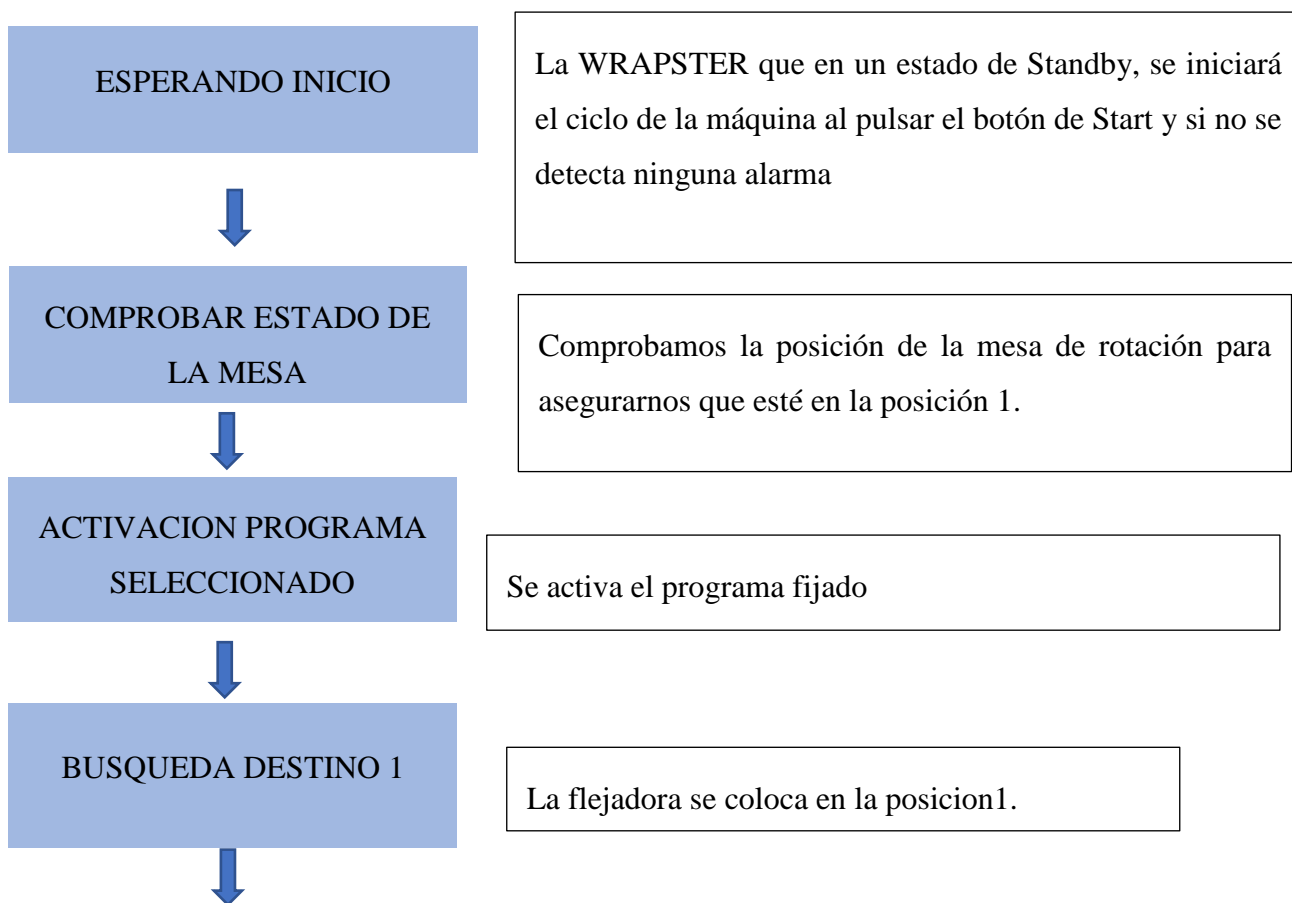 ESPERANDO INICIO
La WRAPSTER que en un estado de Standby, se iniciará
el ciclo de la máquina al pulsar el botón de Start y si no se
detecta ninguna alarma
COMPROBAR ESTADO DE
LA MESA
Comprobamos la posición de la mesa de rotación para
asegurarnos que esté en la posición 1.
ACTIVACION PROGRAMA
SELECCIONADO
Se activa el programa fijado
BUSQUEDA DESTINO 1
La flejadora se coloca en la posicion1.